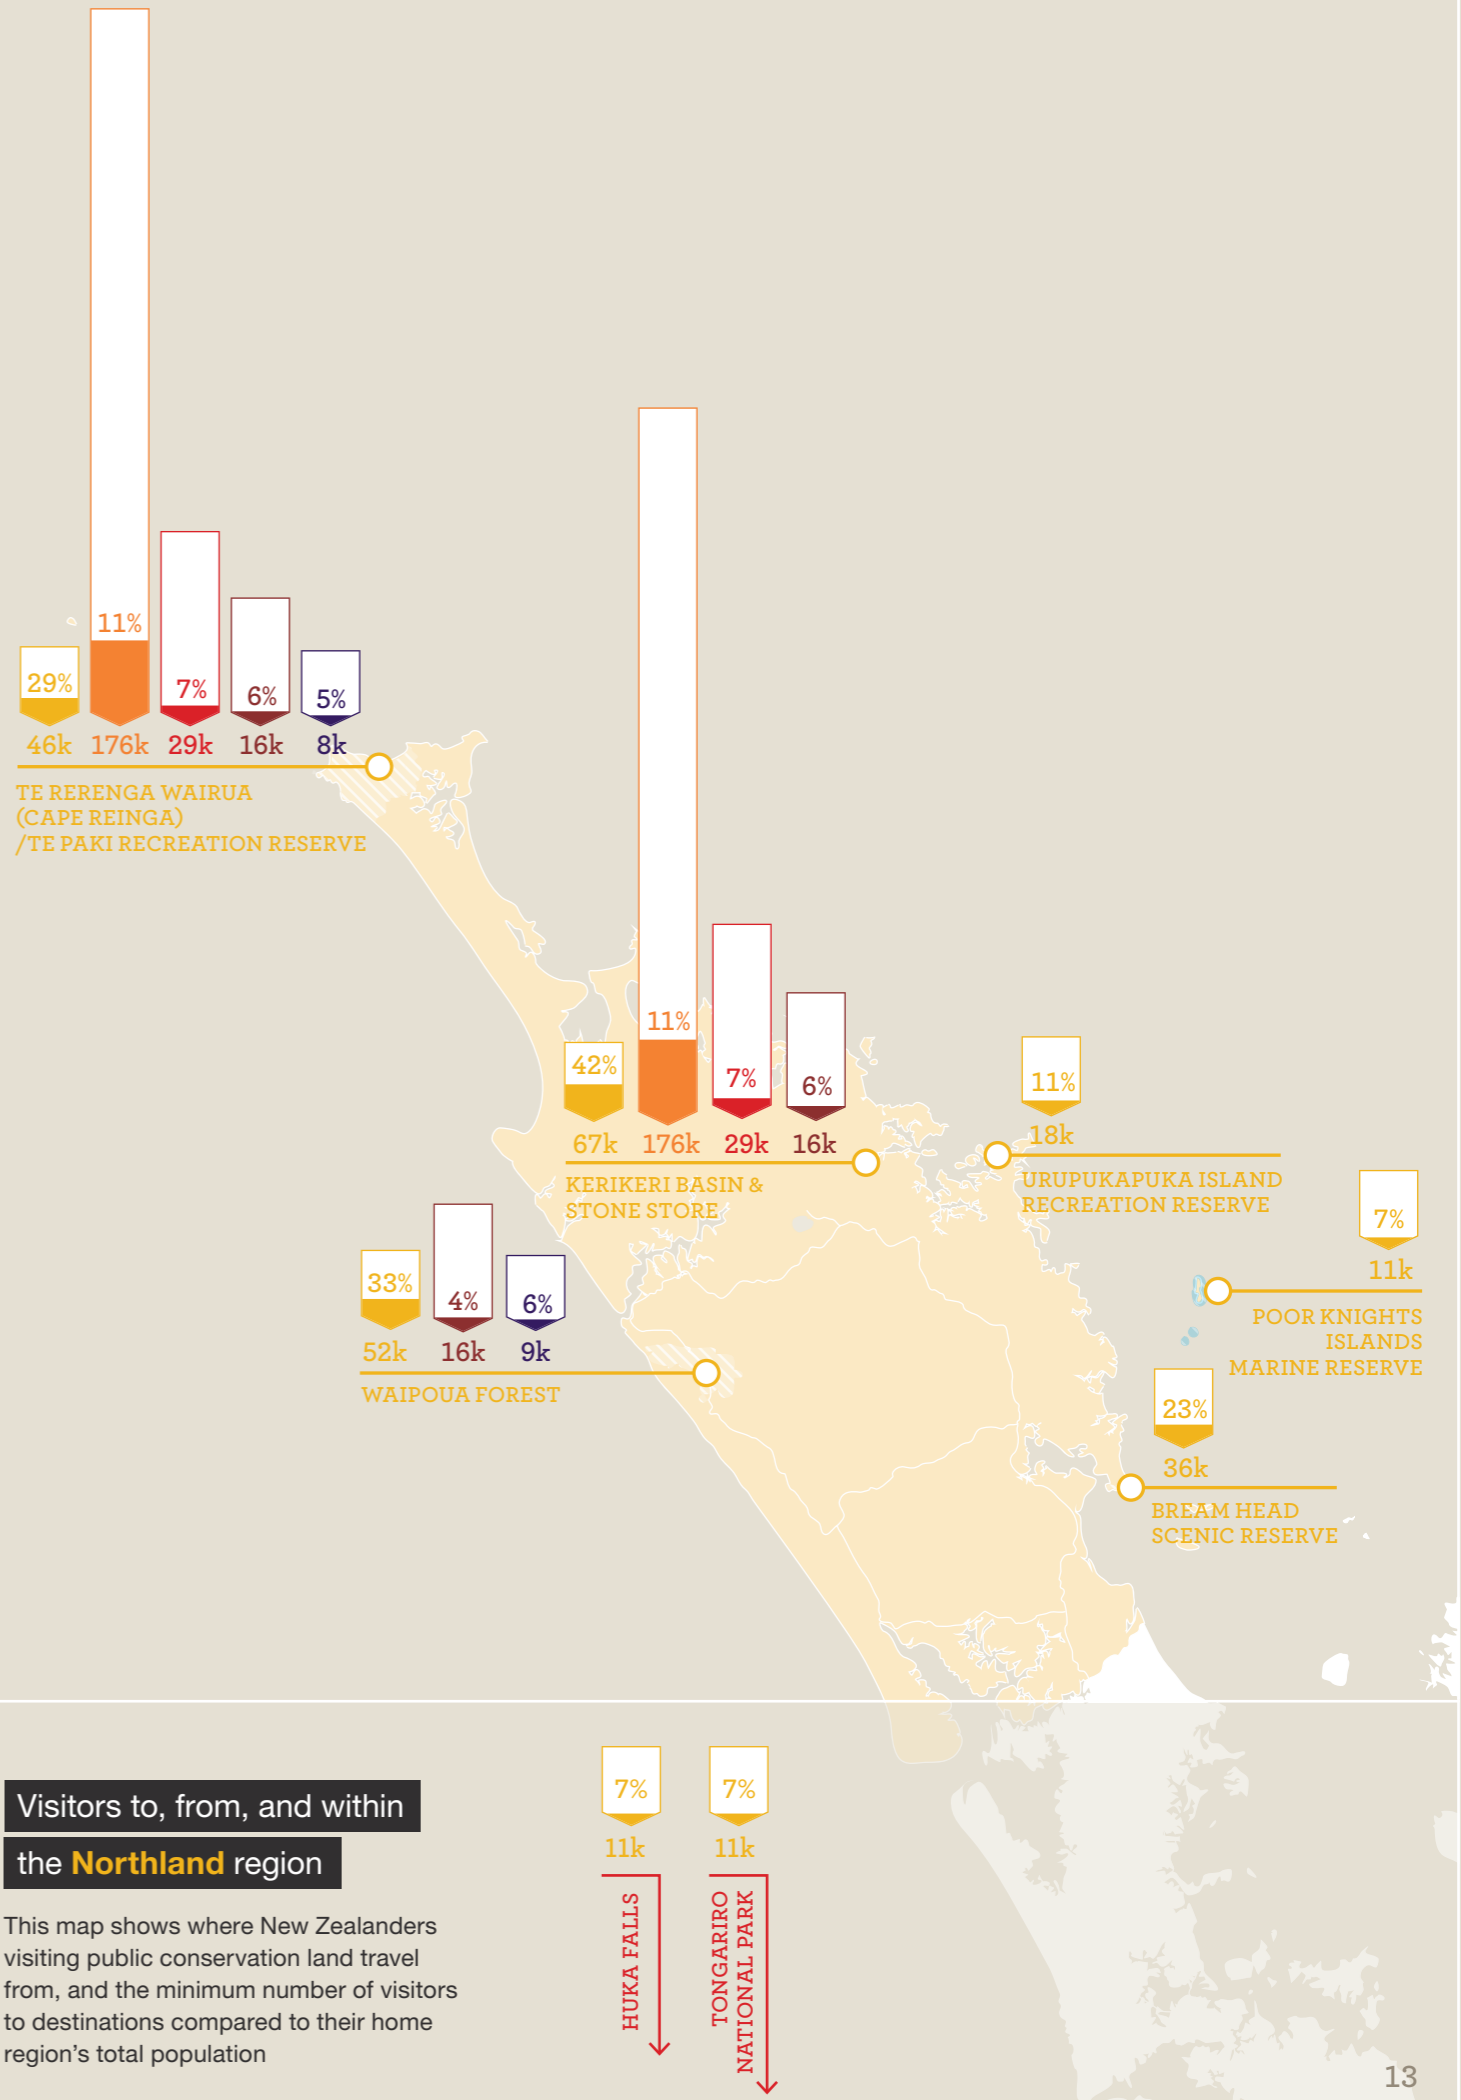 11%
29%
7%
6%
5%
46k 176k 29k 16k 8k
TE RERENGA WAIRUA
(CAPE REINGA)
/TE PAKI RECREATION RESERVE
11%
42%
7%
6%
67k 176k 29k 16k
KERIKERI BASIN &
STONE STORE
11%
18k
URUPUKAPUKA ISLAND
RECREATION RESERVE
7%
11k
POOR KNIGHTS
ISLANDS
MARINE RESERVE
33%
4%
6%
52k 16k 9k
WAIPOUA FOREST
23%
36k
BREAM HEAD
SCENIC RESERVE
Visitors to, from, and within
the Northland region
This map shows where New Zealanders
visiting public conservation land travel
from, and the minimum number of visitors
to destinations compared to their home
region’s total population
7%
11k
HUKA FALLS
7%
11k
TONGARIRO
NATIONAL PARK
13